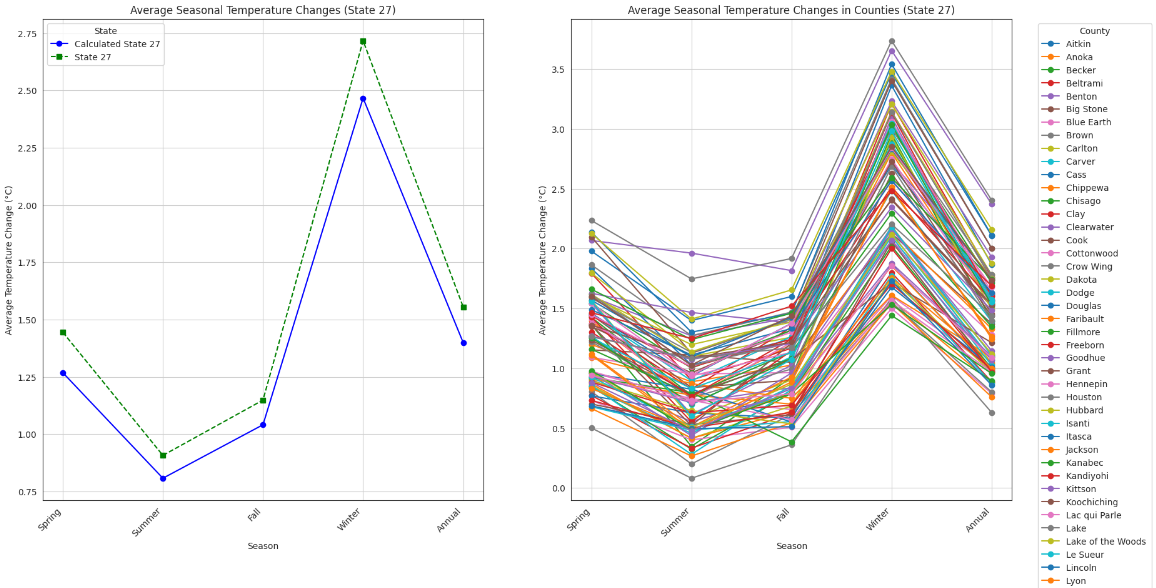 Average Seasonal Temperature Changes (State 27)
State
Calculated State 27
State 27
2.75
2.50
2.25
2.00
1.75
1.50
1.25
1.00
0.75
Average Temperature Change (°C)
Spring
Summer
Fall
Winter
Annual
Season
Average Seasonal Temperature Changes in Counties (State 27)
3.5
3.0
2.5
2.0
1.5
1.0
0.5
0.0
Average Temperature Change (°C)
Spring
Summer
Fall
Winter
Annual
Season
County
Aitkin
Anoka
Becker
Beltrami
Benton
Big Stone
Blue Earth
Brown
Carlton
Carver
Cass
Chippewa
Chisago
Clay
Clearwater
Cook
Cottonwood
Crow Wing
Dakota
Dodge
Douglas
Faribault
Fillmore
Freeborn
Goodhue
Grant
Hennepin
Houston
Hubbard
Isanti
Itasca
Jackson
Kanabec
Kandiyohi
Kittson
Koochiching
Lac qui Parle
Lake
Lake of the Woods
Le Sueur
Lincoln
Lyon